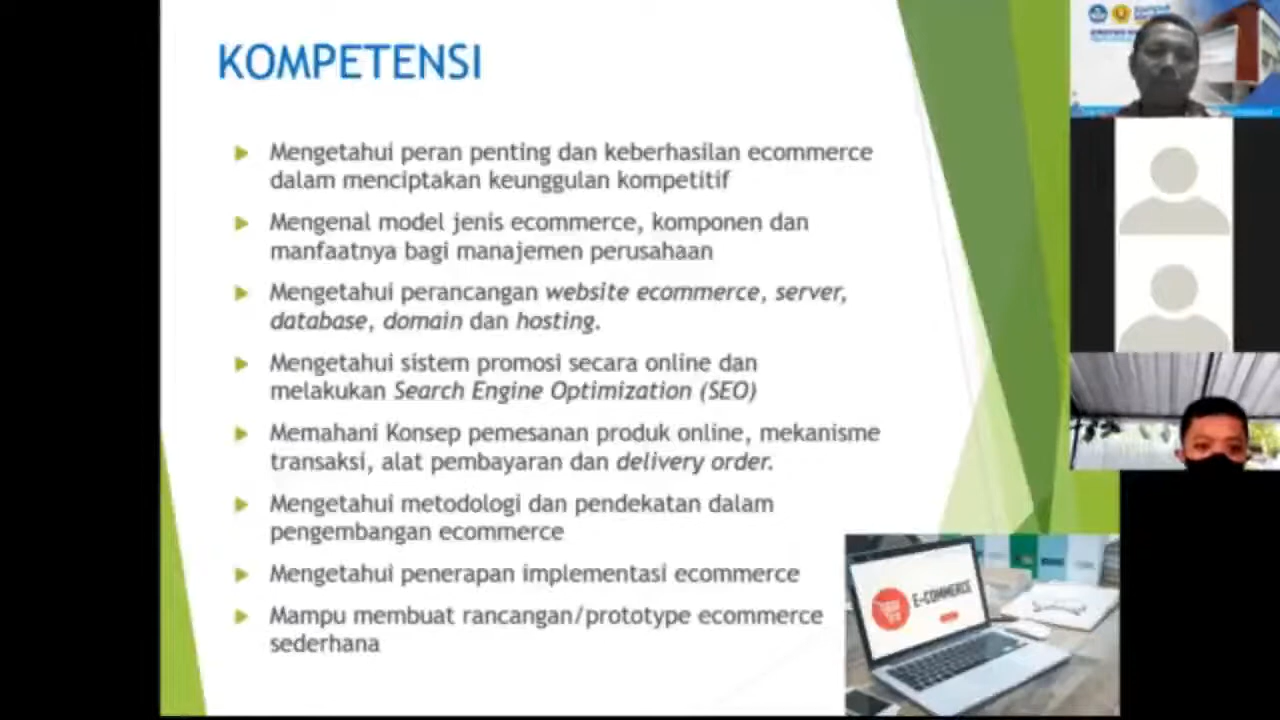 KOMPETENSI
Mengetahui peran penting dan keberhasilan ecommerce
dalam menciptakan keunggulan kompetitif
Mengenal model jenis ecommerce, komponen dan
manfaatnya bagi manajemen perusahaan
Mengetahui perancangan website ecommerce, server,
database, domain dan hosting.
Mengetahui sistem promosi secara online dan
melakukan Search Engine Optimization (SEO)
Memahani Konsep pemesanan produk online, mekanisme
transaksi, alat pembayaran dan delivery order.
Mengetahui metodologi dan pendekatan dalam
pengembangan ecommerce
Mengetahui penerapan implementasi ecommerce
Mampu membuat rancangan/prototype ecommerce
sederhana
E-COMMERCE